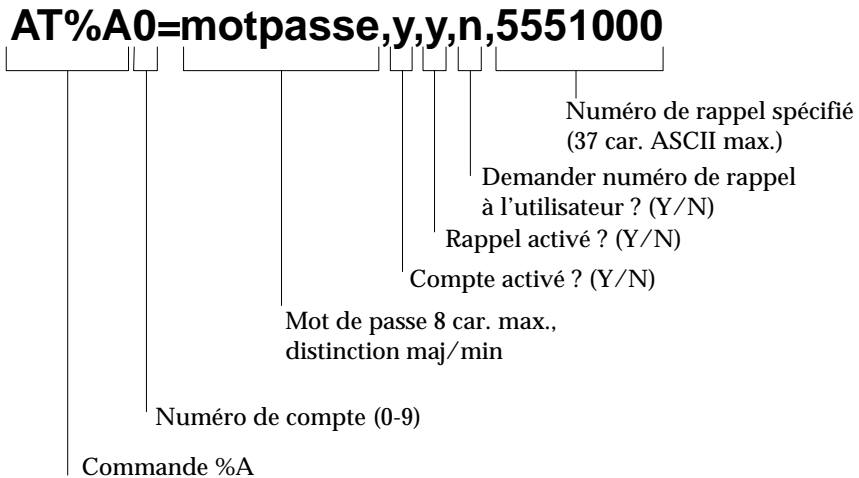 AT%A0=motpasse,y,y,n,5551000
Numéro de rappel spécifié
(37 car. ASCII max.)
Demander numéro de rappel
à l'utilisateur ? (Y/N)
Rappel activé ? (Y/N)
Compte activé ? (Y/N)
Mot de passe 8 car. max.,
distinction maj/min
Numéro de compte (0-9)
Commande %A